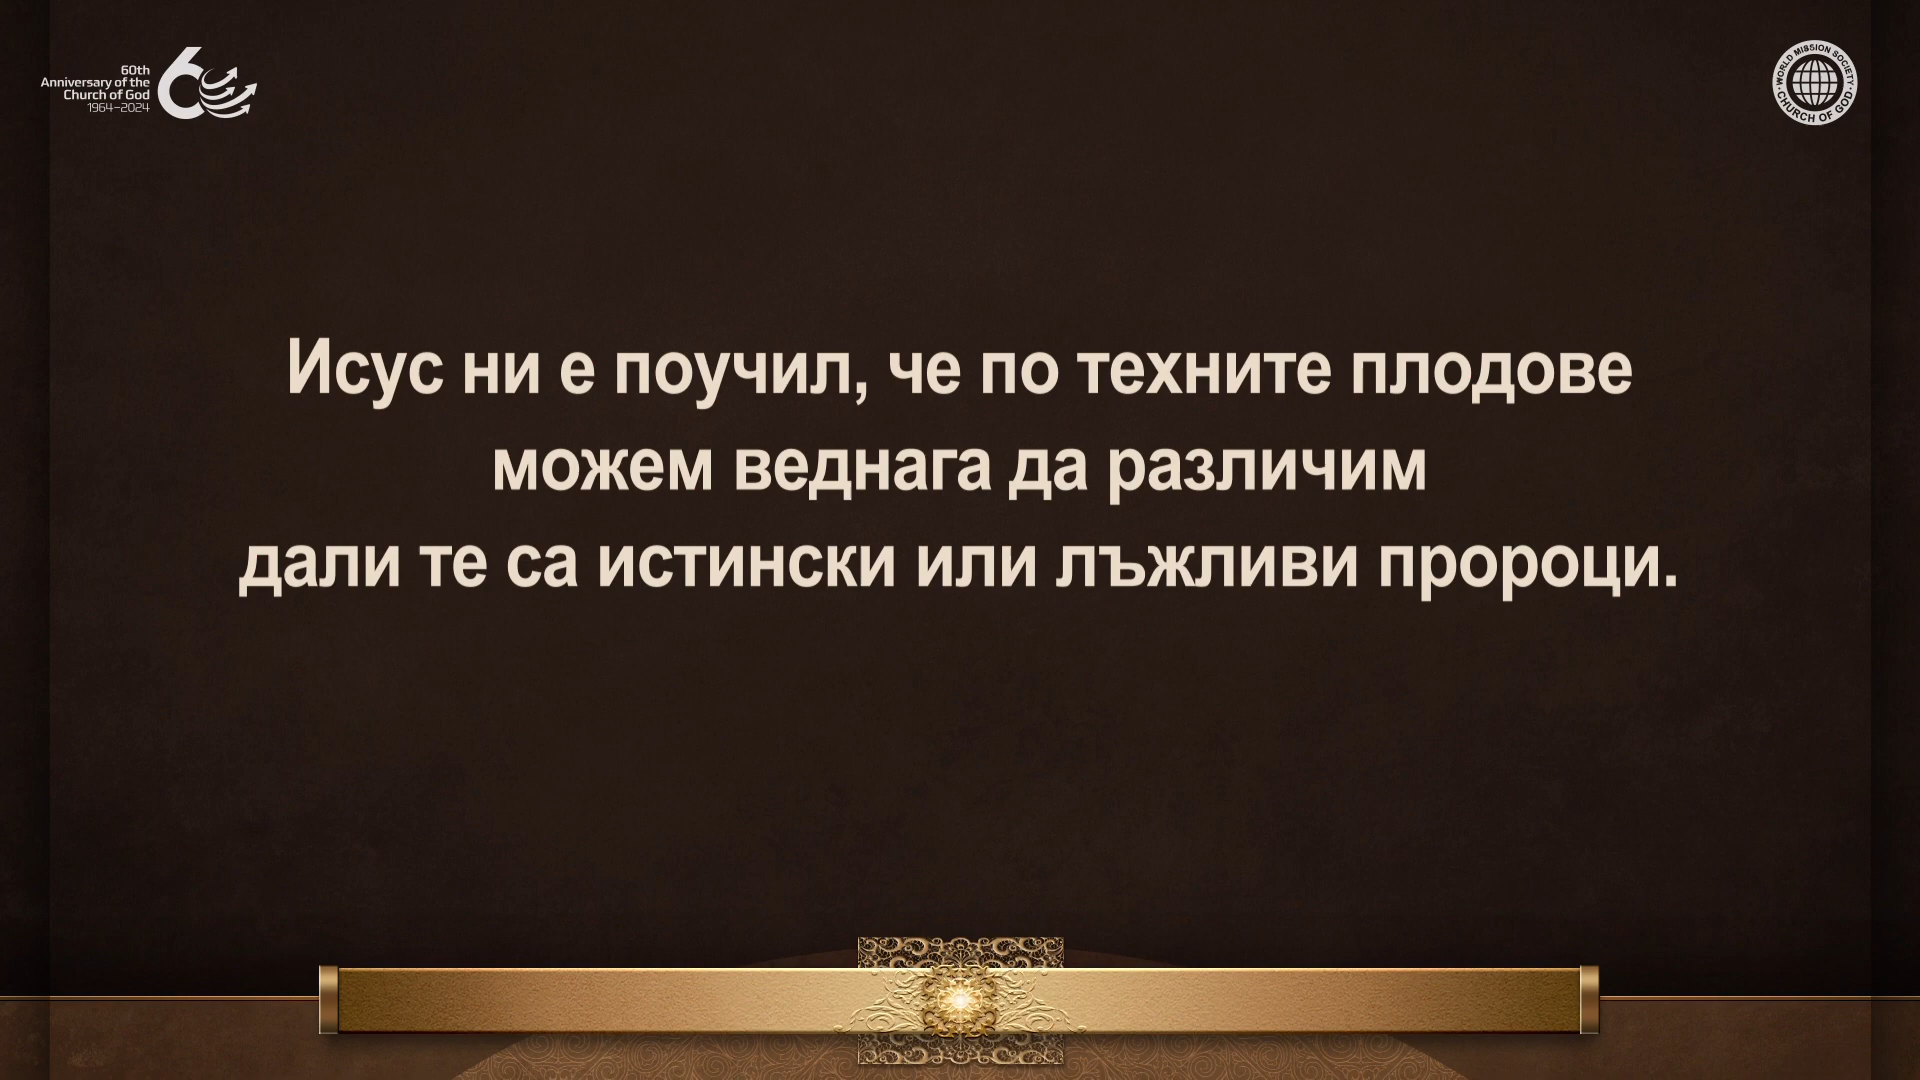 60th
Anniversary of the
Church of God
1964–2024
WORLD MISSION SOCIETY
CHURCH OF GOD
Исус ни е поучил, че по техните плодове
можем веднага да различим
дали те са истински или лъжливи пророци.